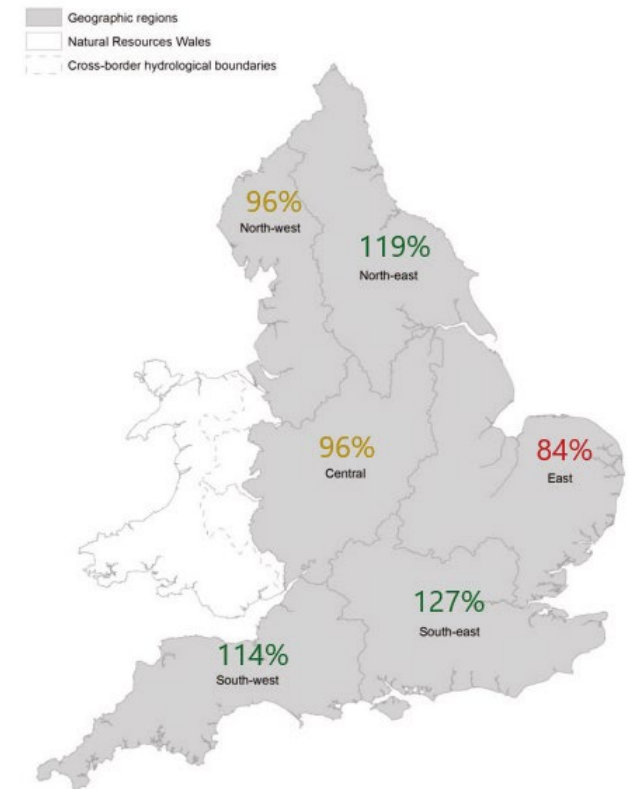 Geographic regions
Natural Resources Wales
Cross-border hydrological boundaries
96%
North-west
119%
North-east
96%
Central
84%
East
127%
South-east
114%
South-west